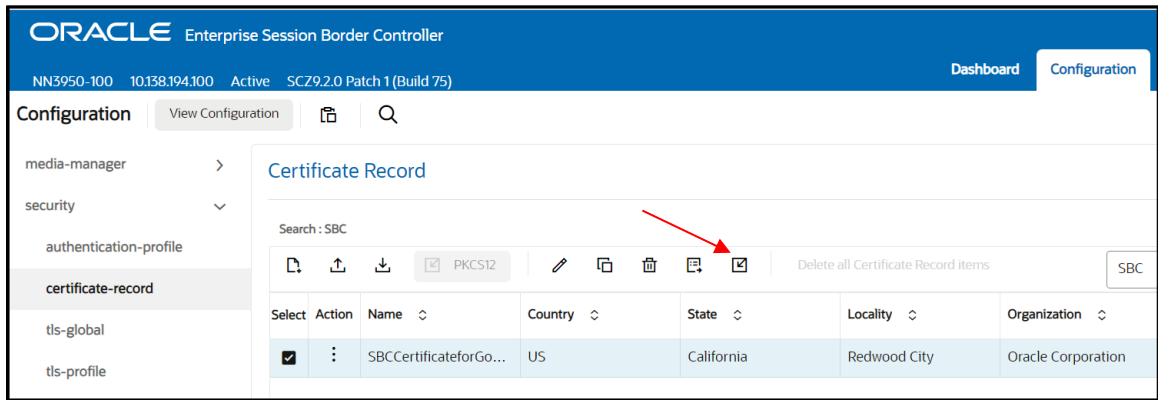 ORACLE Enterprise Session Border Controller
NN3950-100 10.138.194.100 Active SCZ9.2.0 Patch 1 (Build 75)
Dashboard Configuration
Configuration View Configuration
media-manager
security
authentication-profile
certificate-record
tls-global
tls-profile
Certificate Record
Search : SBC
PKCS12 Delete all Certificate Record items SBC
Select Action Name Country State Locality Organization
SBCCertificateforGo... US California Redwood City Oracle Corporation